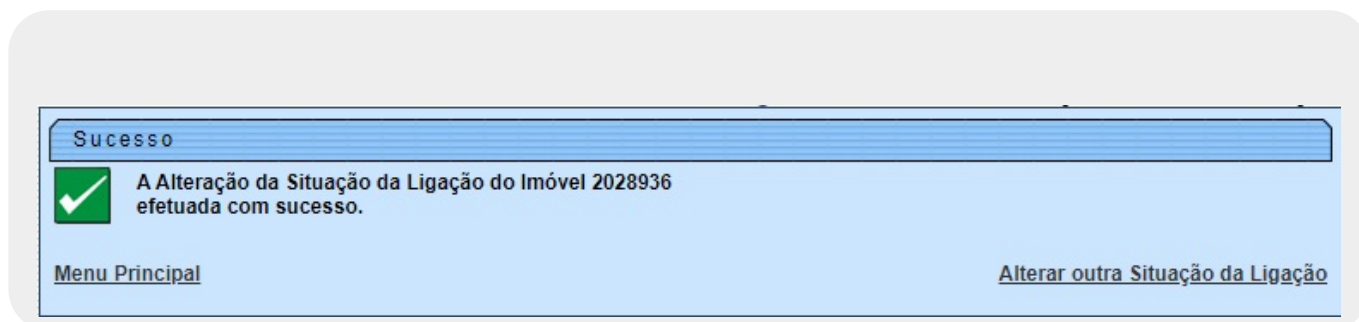 Sucesso
A Alteração da Situação da Ligação do Imóvel 2028936
efetuada com sucesso.
Menu Principal
Alterar outra Situação da Ligação